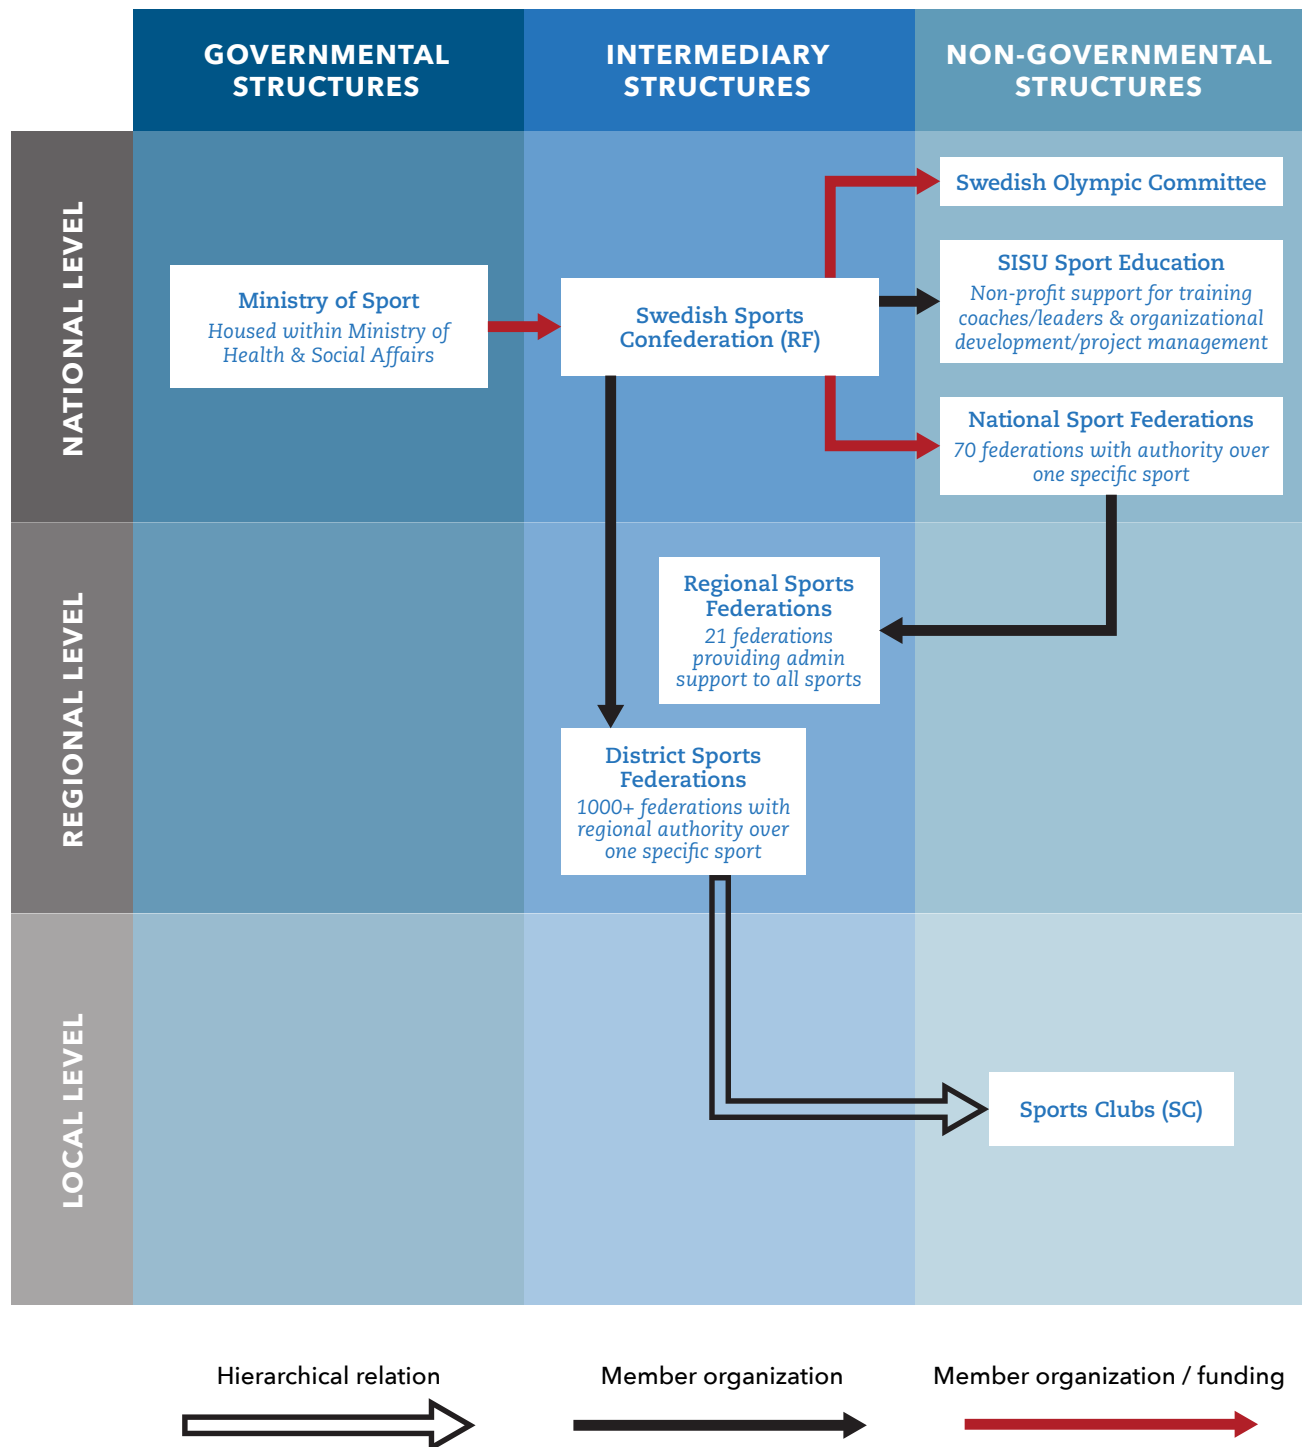 GOVERNMENTAL
STRUCTURES
INTERMEDIARY
STRUCTURES
NON-GOVERNMENTAL
STRUCTURES
NATIONAL LEVEL
Ministry of Sport
Housed within Ministry of
Health & Social Affairs
Swedish Sports
Confederation (RF)
Swedish Olympic Committee
SISU Sport Education
Non-profit support for training
coaches/leaders & organizational
development/project management
National Sport Federations
70 federations with authority over
one specific sport
REGIONAL LEVEL
Regional Sports
Federations
21 federations
providing admin
support to all sports
District Sports
Federations
1000+ federations with
regional authority over
one specific sport
LOCAL LEVEL
Sports Clubs (SC)
Hierarchical relation
Member organization
Member organization / funding